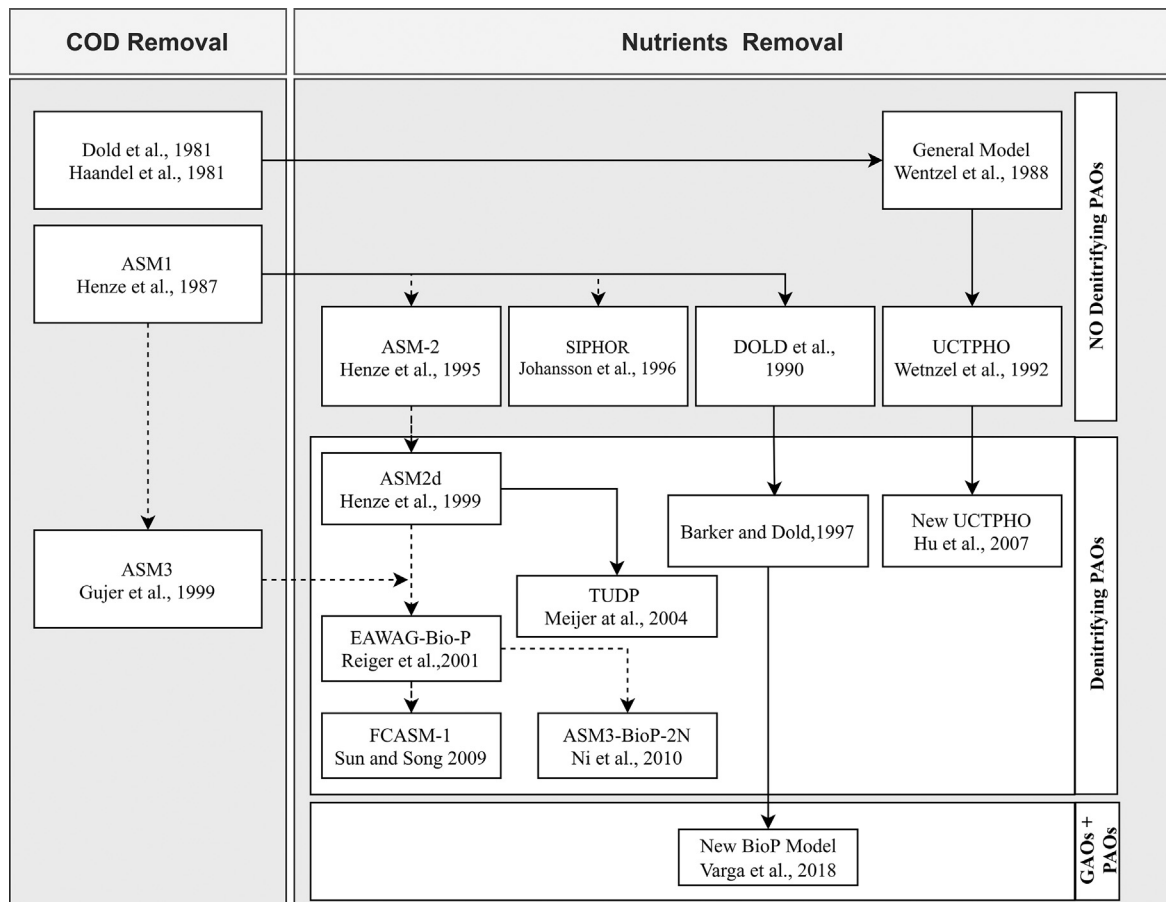 COD Removal
Nutrients Removal
Dold et al., 1981
Haandel et al., 1981
General Model
Wentzel et al., 1988
ASM1
Henze et al., 1987
ASM-2
Henze et al., 1995
SIPHOR
Johansson et al., 1996
DOLD et al.,
1990
UCTPHO
Wetnzel et al., 1992
NO Denitrifying PAOs
ASM2d
Henze et al., 1999
Barker and Dold,1997
New UCTPHO
Hu et al., 2007
ASM3
Gujer et al., 1999
TUDP
Meijer at al., 2004
EAWAG-Bio-P
Reiger et al.,2001
FCASM-1
Sun and Song 2009
ASM3-BioP-2N
Ni et al., 2010
Denitrifying PAOs
New BioP Model
Varga et al., 2018
GAOs +
PAOs